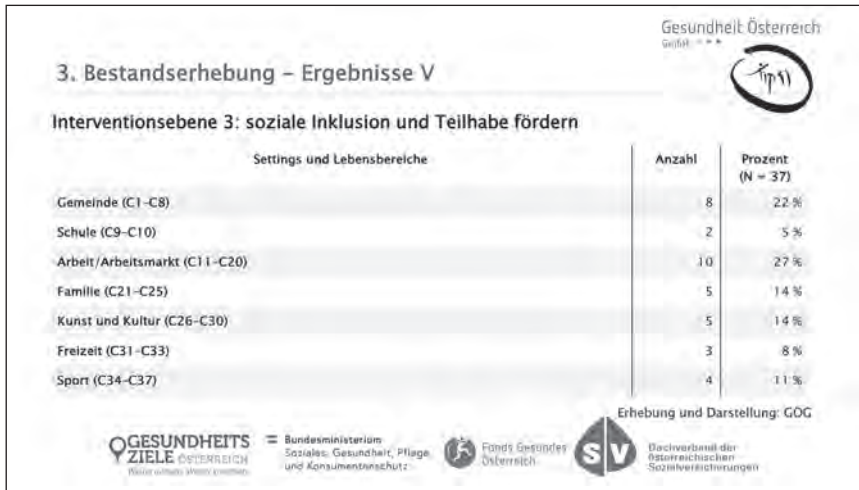 Gesundheit Österreich
GmbH
3. Bestandserhebung – Ergebnisse V
Interventionsebene 3: soziale Inklusion und Teilhabe fördern
Settings und Lebensbereiche Anzahl Prozent
(N = 37)
Gemeinde (C1–C8) 8 22 %
Schule (C9–C10) 2 5 %
Arbeit/Arbeitsmarkt (C11–C20) 10 27 %
Familie (C21–C25) 5 14 %
Kunst und Kultur (C26–C30) 5 14 %
Freizeit (C31–C33) 3 8 %
Sport (C34–C37) 4 11 %
Erhebung und Darstellung: GÖG
GESUNDHEITS
ZIELE ÖSTERREICH
Bundesministerium
Soziales, Gesundheit, Pflege
und Konsumentenschutz
Fonds Gesundes
Österreich
SV
Dachverband der
österreichischen
Sozialversicherungen